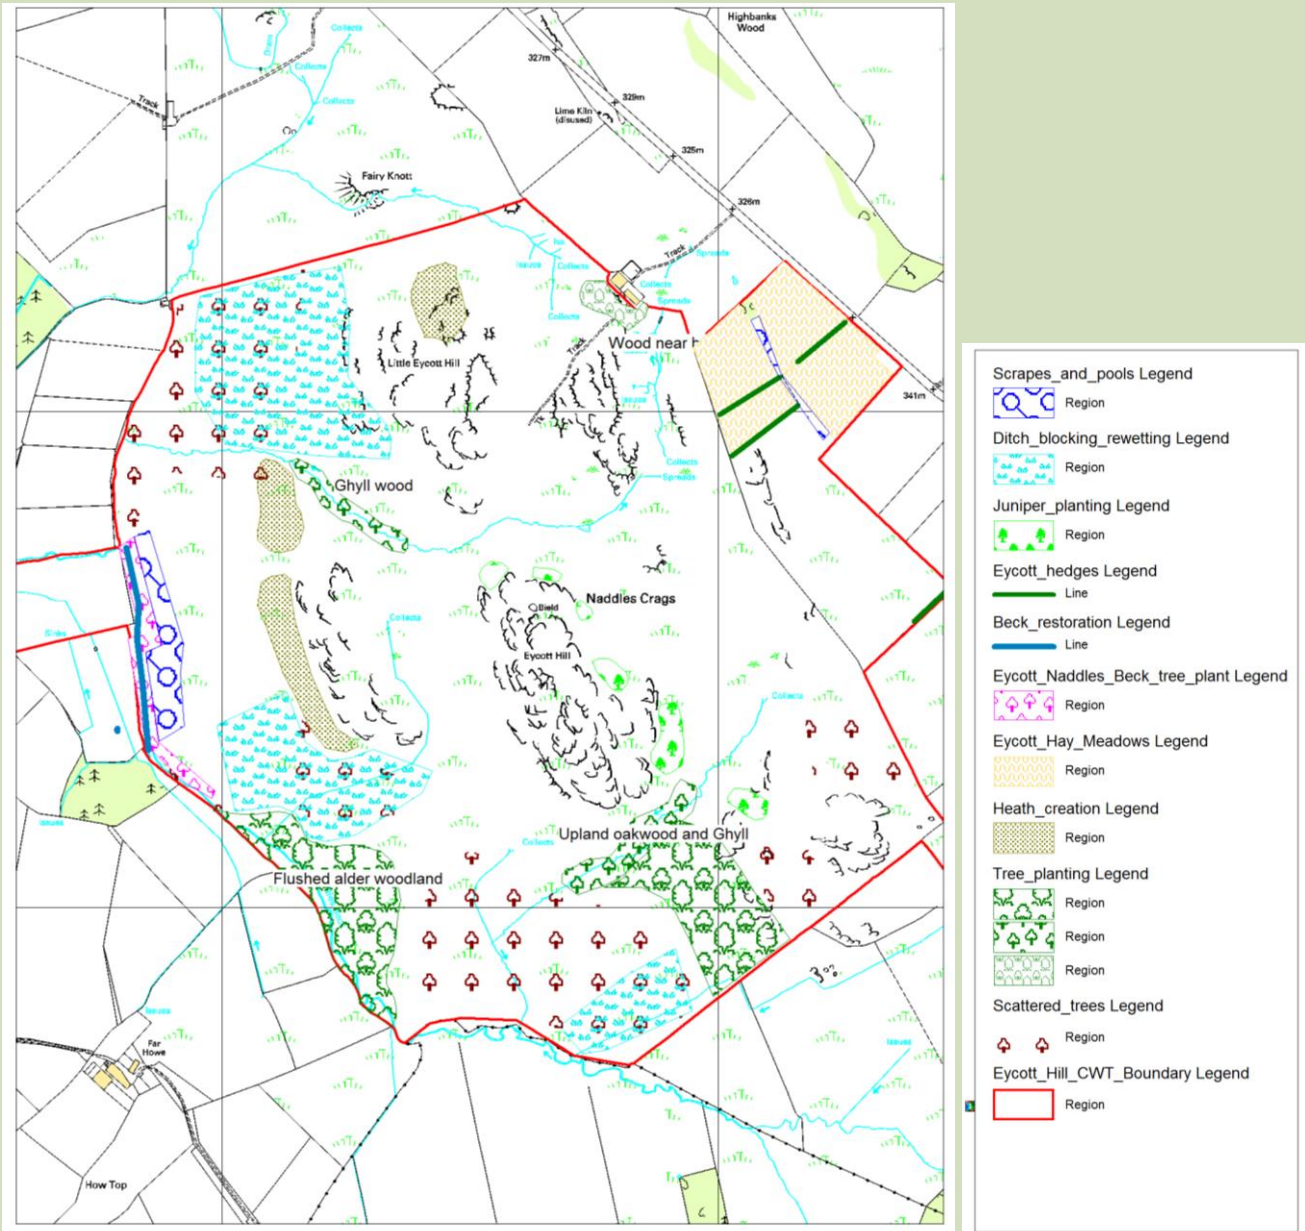 Highbanks
Wood
Collects
Drains
327m
Collects
Track
Collects
329m
Lime Kiln
(disused)
325m
Fairy Knott
326m
Track
Spreads
Issues
Collects
Collects
Spreads
Collects
Wood near h
Track
Little Eycott Hill
341m
Issues
Collects
Spreads
Ghyll wood
Naddles Crags
Bield
Collects
Sinks
Eycott Hill
Collects
Issues
Upland oakwood and Ghyll
Collects
Flushed alder woodland
Issues
Far
Howe
Issues
How Top
Scrapes_and_pools Legend
Region
Ditch_blocking_rewetting Legend
Region
Juniper_planting Legend
Region
Eycott_hedges Legend
Line
Beck_restoration Legend
Line
Eycott_Naddles_Beck_tree_plant Legend
Region
Eycott_Hay_Meadows Legend
Region
Heath_creation Legend
Region
Tree_planting Legend
Region
Region
Region
Scattered_trees Legend
Region
Eycott_Hill_CWT_Boundary Legend
Region